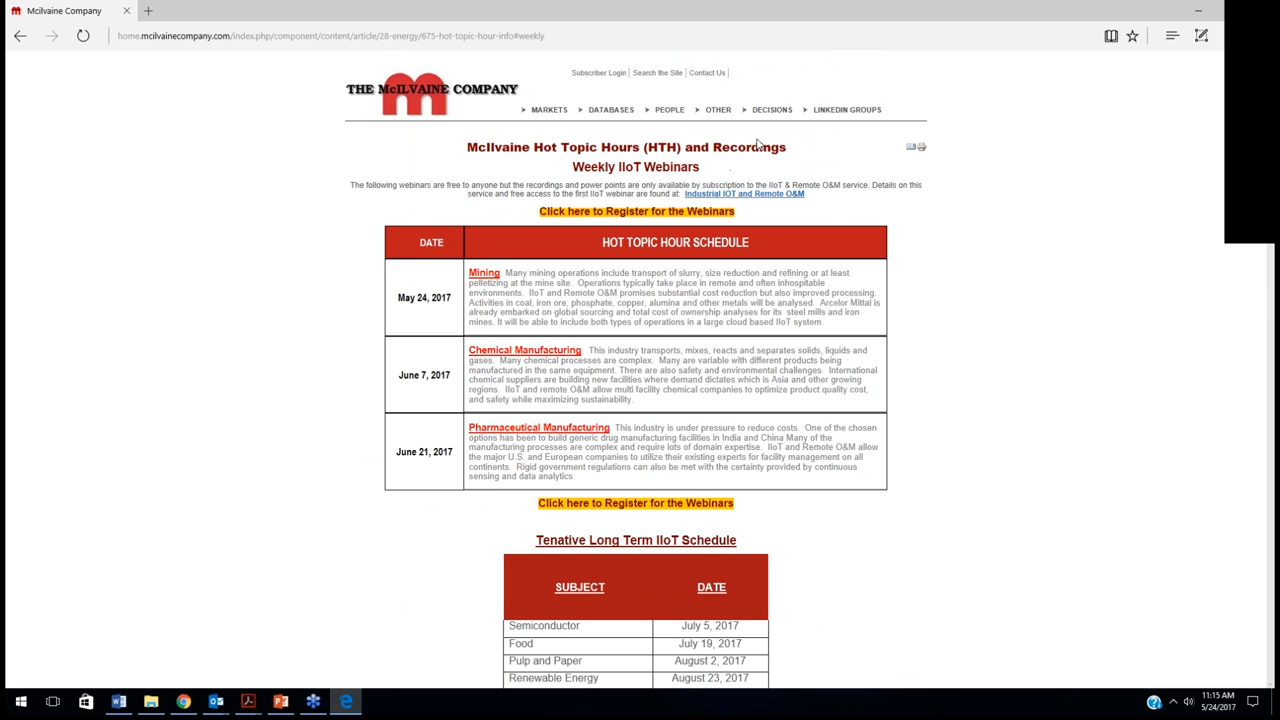 McIlvaine Company
home.mcilvainecompany.com/index.php/component/content/article/28-energy/675-hot-topic-hour-info#weekly
Subscriber Login | Search the Site | Contact Us |
THE McILVAINE COMPANY
MARKETS DATABASES PEOPLE OTHER DECISIONS LINKEDIN GROUPS
McIlvaine Hot Topic Hours (HTH) and Recordings
Weekly IIoT Webinars
The following webinars are free to anyone but the recordings and power points are only available by subscription to the IIoT & Remote O&M service. Details on this
service and free access to the first IIoT webinar are found at: Industrial IOT and Remote O&M
Click here to Register for the Webinars
DATE HOT TOPIC HOUR SCHEDULE
May 24, 2017
Mining Many mining operations include transport of slurry, size reduction and refining or at least
pelletizing at the mine site. Operations typically take place in remote and often inhospitable
environments. IIoT and Remote O&M promises substantial cost reduction but also improved processing.
Activities in coal, iron ore, phosphate, copper, alumina and other metals will be analysed. Arcelor Mittal is
already embarked on global sourcing and total cost of ownership analyses for its steel mills and iron
mines. It will be able to include both types of operations in a large cloud based IIoT system.
June 7, 2017
Chemical Manufacturing This industry transports, mixes, reacts and separates solids, liquids and
gases. Many chemical processes are complex. Many are variable with different products being
manufactured in the same equipment. There are also safety and environmental challenges. International
chemical suppliers are building new facilities where demand dictates which is Asia and other growing
regions. IIoT and remote O&M allow multi facility chemical companies to optimize product quality cost,
and safety while maximizing sustainability.
June 21, 2017
Pharmaceutical Manufacturing This industry is under pressure to reduce costs. One of the chosen
options has been to build generic drug manufacturing facilities in India and China Many of the
manufacturing processes are complex and require lots of domain expertise. IIoT and Remote O&M allow
the major U.S. and European companies to utilize their existing experts for facility management on all
continents. Rigid government regulations can also be met with the certainty provided by continuous
sensing and data analytics.
Click here to Register for the Webinars
Tenative Long Term IIoT Schedule
SUBJECT DATE
Semiconductor July 5, 2017
Food July 19, 2017
Pulp and Paper August 2, 2017
Renewable Energy August 23, 2017
11:15 AM
5/24/2017